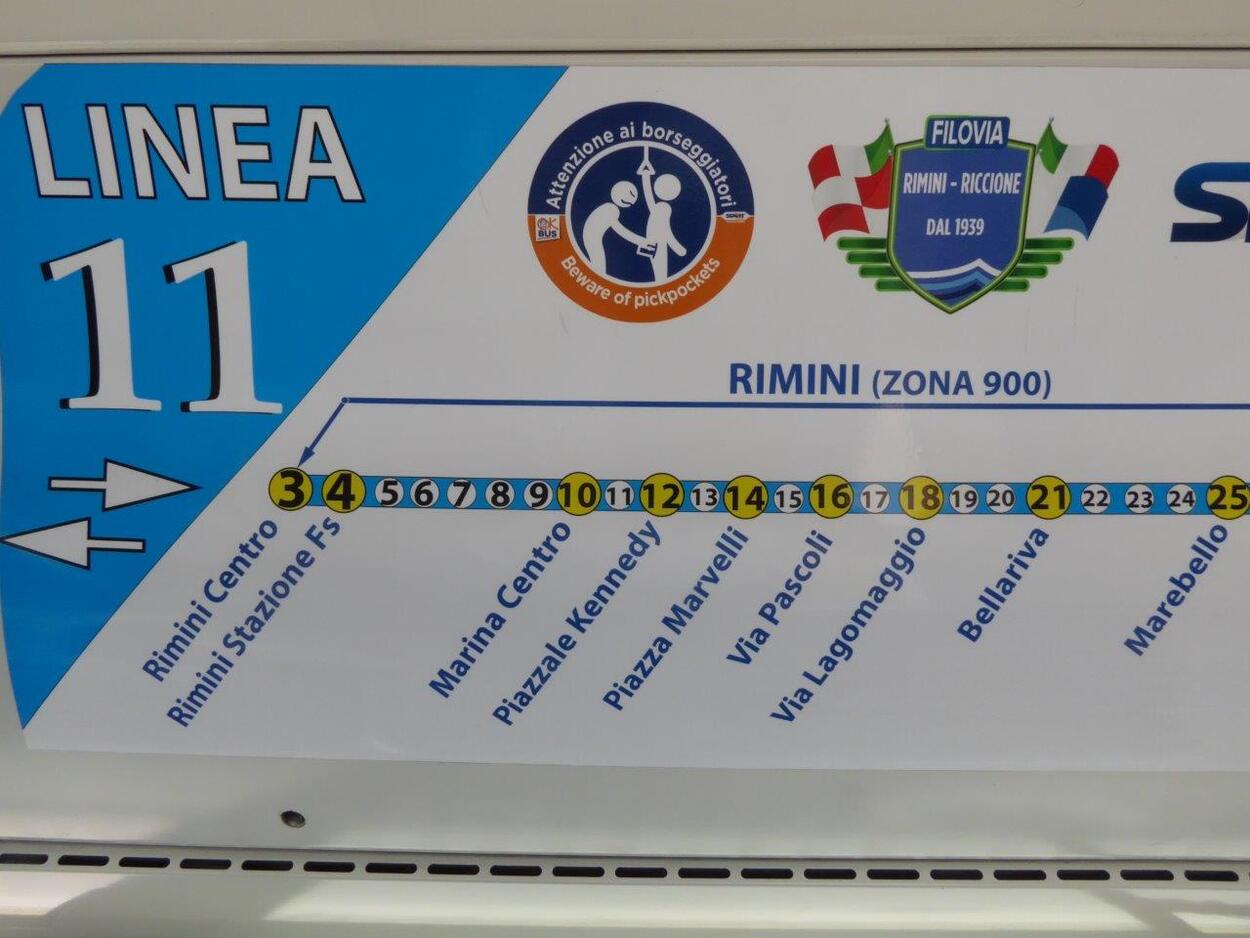 LINEA
11
Attenzione ai borseggiatori
OK
BUS
Beware of pickpockets
FILOVIA
RIMINI - RICCIONE
DAL 1939
RIMINI (ZONA 900)
3 4 5 6 7 8 9 10 11 12 13 14 15 16 17 18 19 20 21 22 23 24 25
Rimini Centro
Rimini Stazione Fs
Marina Centro
Piazzale Kennedy
Piazza Marvelli
Via Pascoli
Via Lagomaggio
Bellariva
Marebello